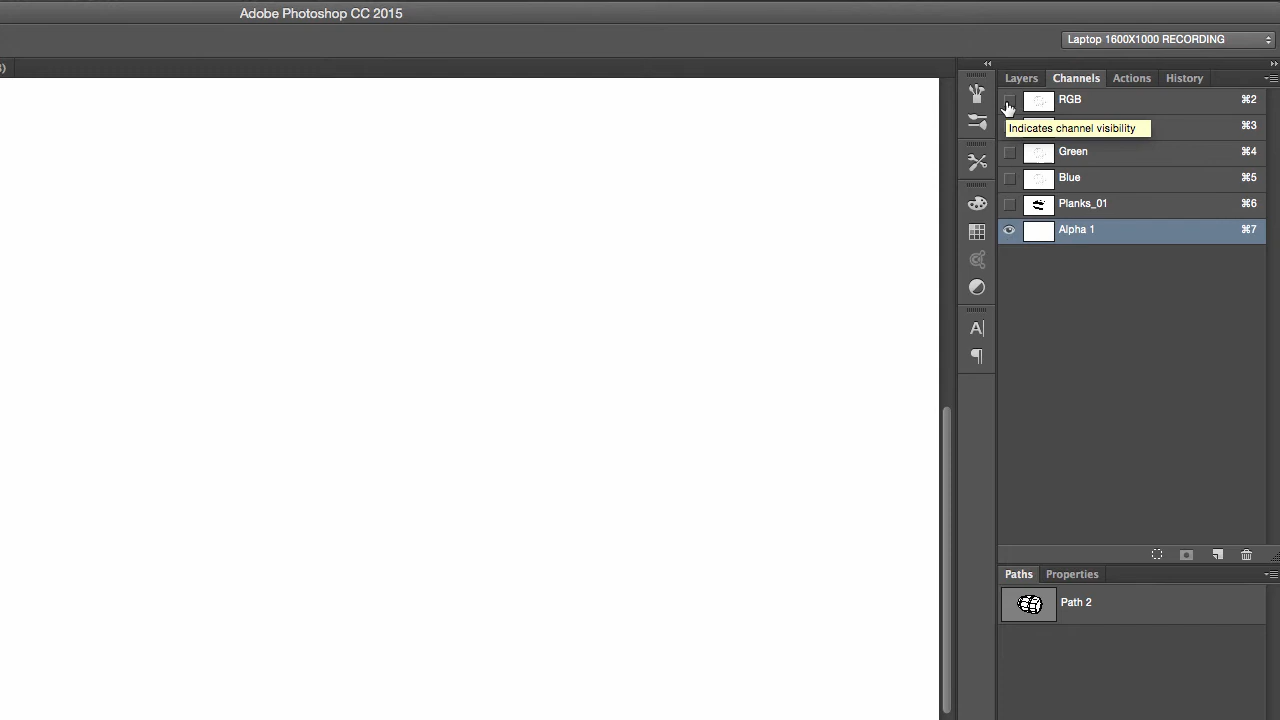 Adobe Photoshop CC 2015
Laptop 1600X1000 RECORDING
)
Layers Channels Actions History
RGB ⌘2
Indicates channel visibility ⌘3
Green ⌘4
Blue ⌘5
Planks_01 ⌘6
Alpha 1 ⌘7
A
Paths Properties
Path 2